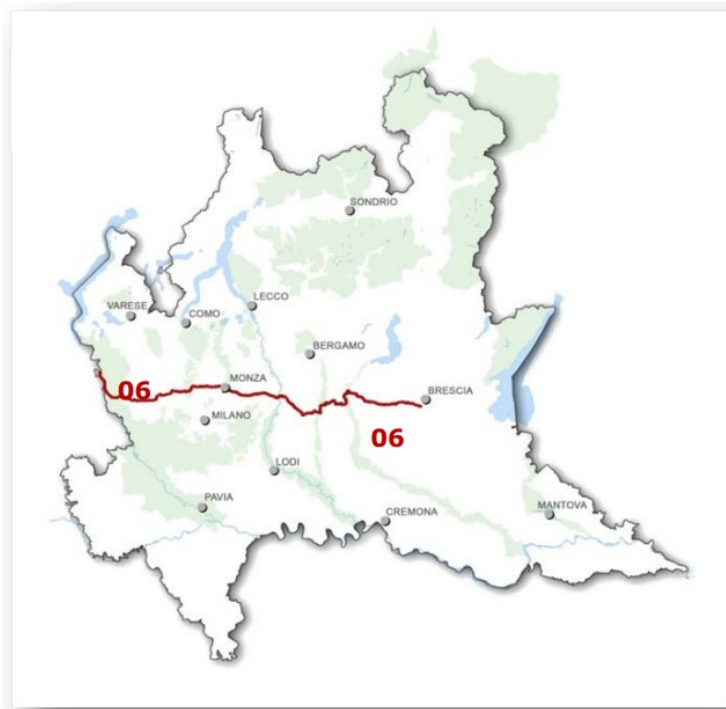 SONDRIO
LECCO
VARESE
COMO
BERGAMO
06
MONZA
BRESCIA
MILANO
06
LODI
PAVIA
MANTOVA
CREMONA